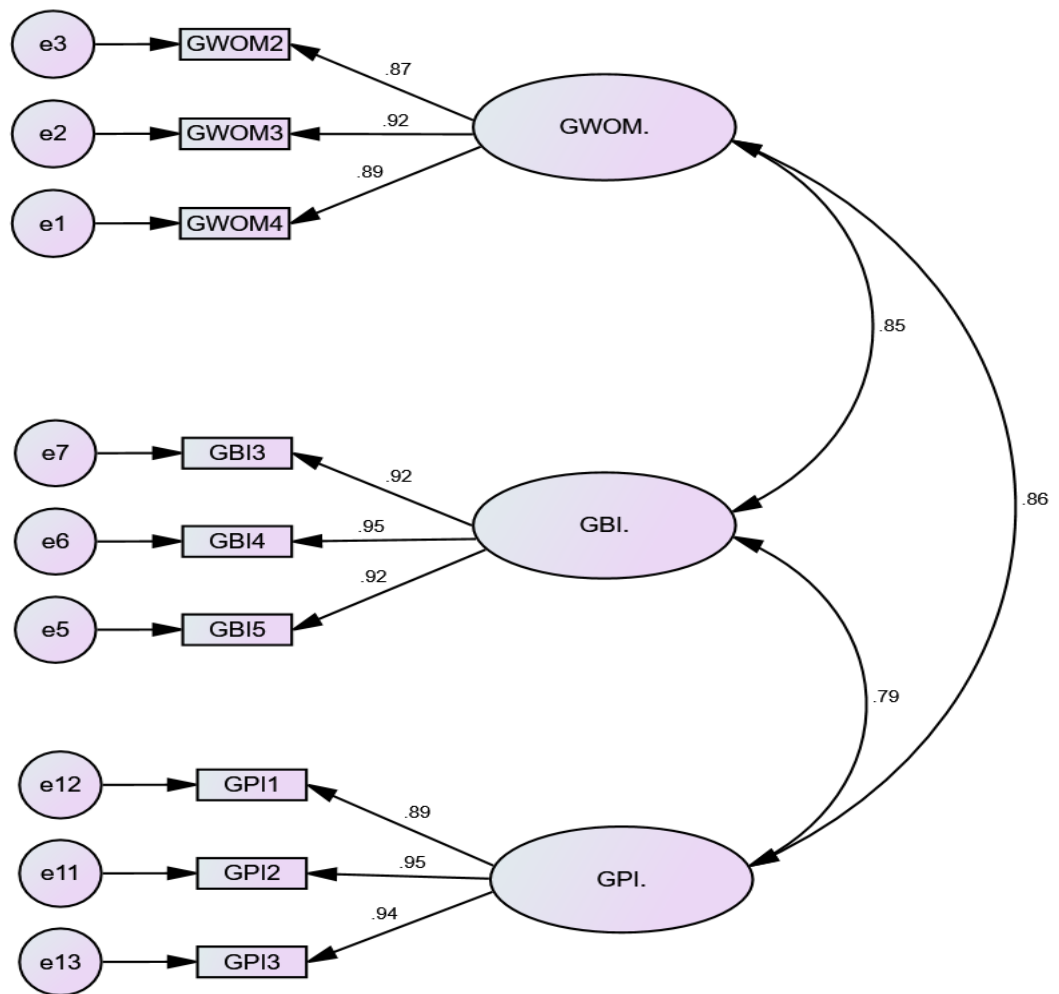 e3
GWOM2
.87
e2
GWOM3
.92
GWOM.
.89
e1
GWOM4
.85
e7
GBI3
.92
.86
e6
GBI4
.95
GBI.
.92
e5
GBI5
.79
e12
GPI1
.89
e11
GPI2
.95
GPI.
.94
e13
GPI3